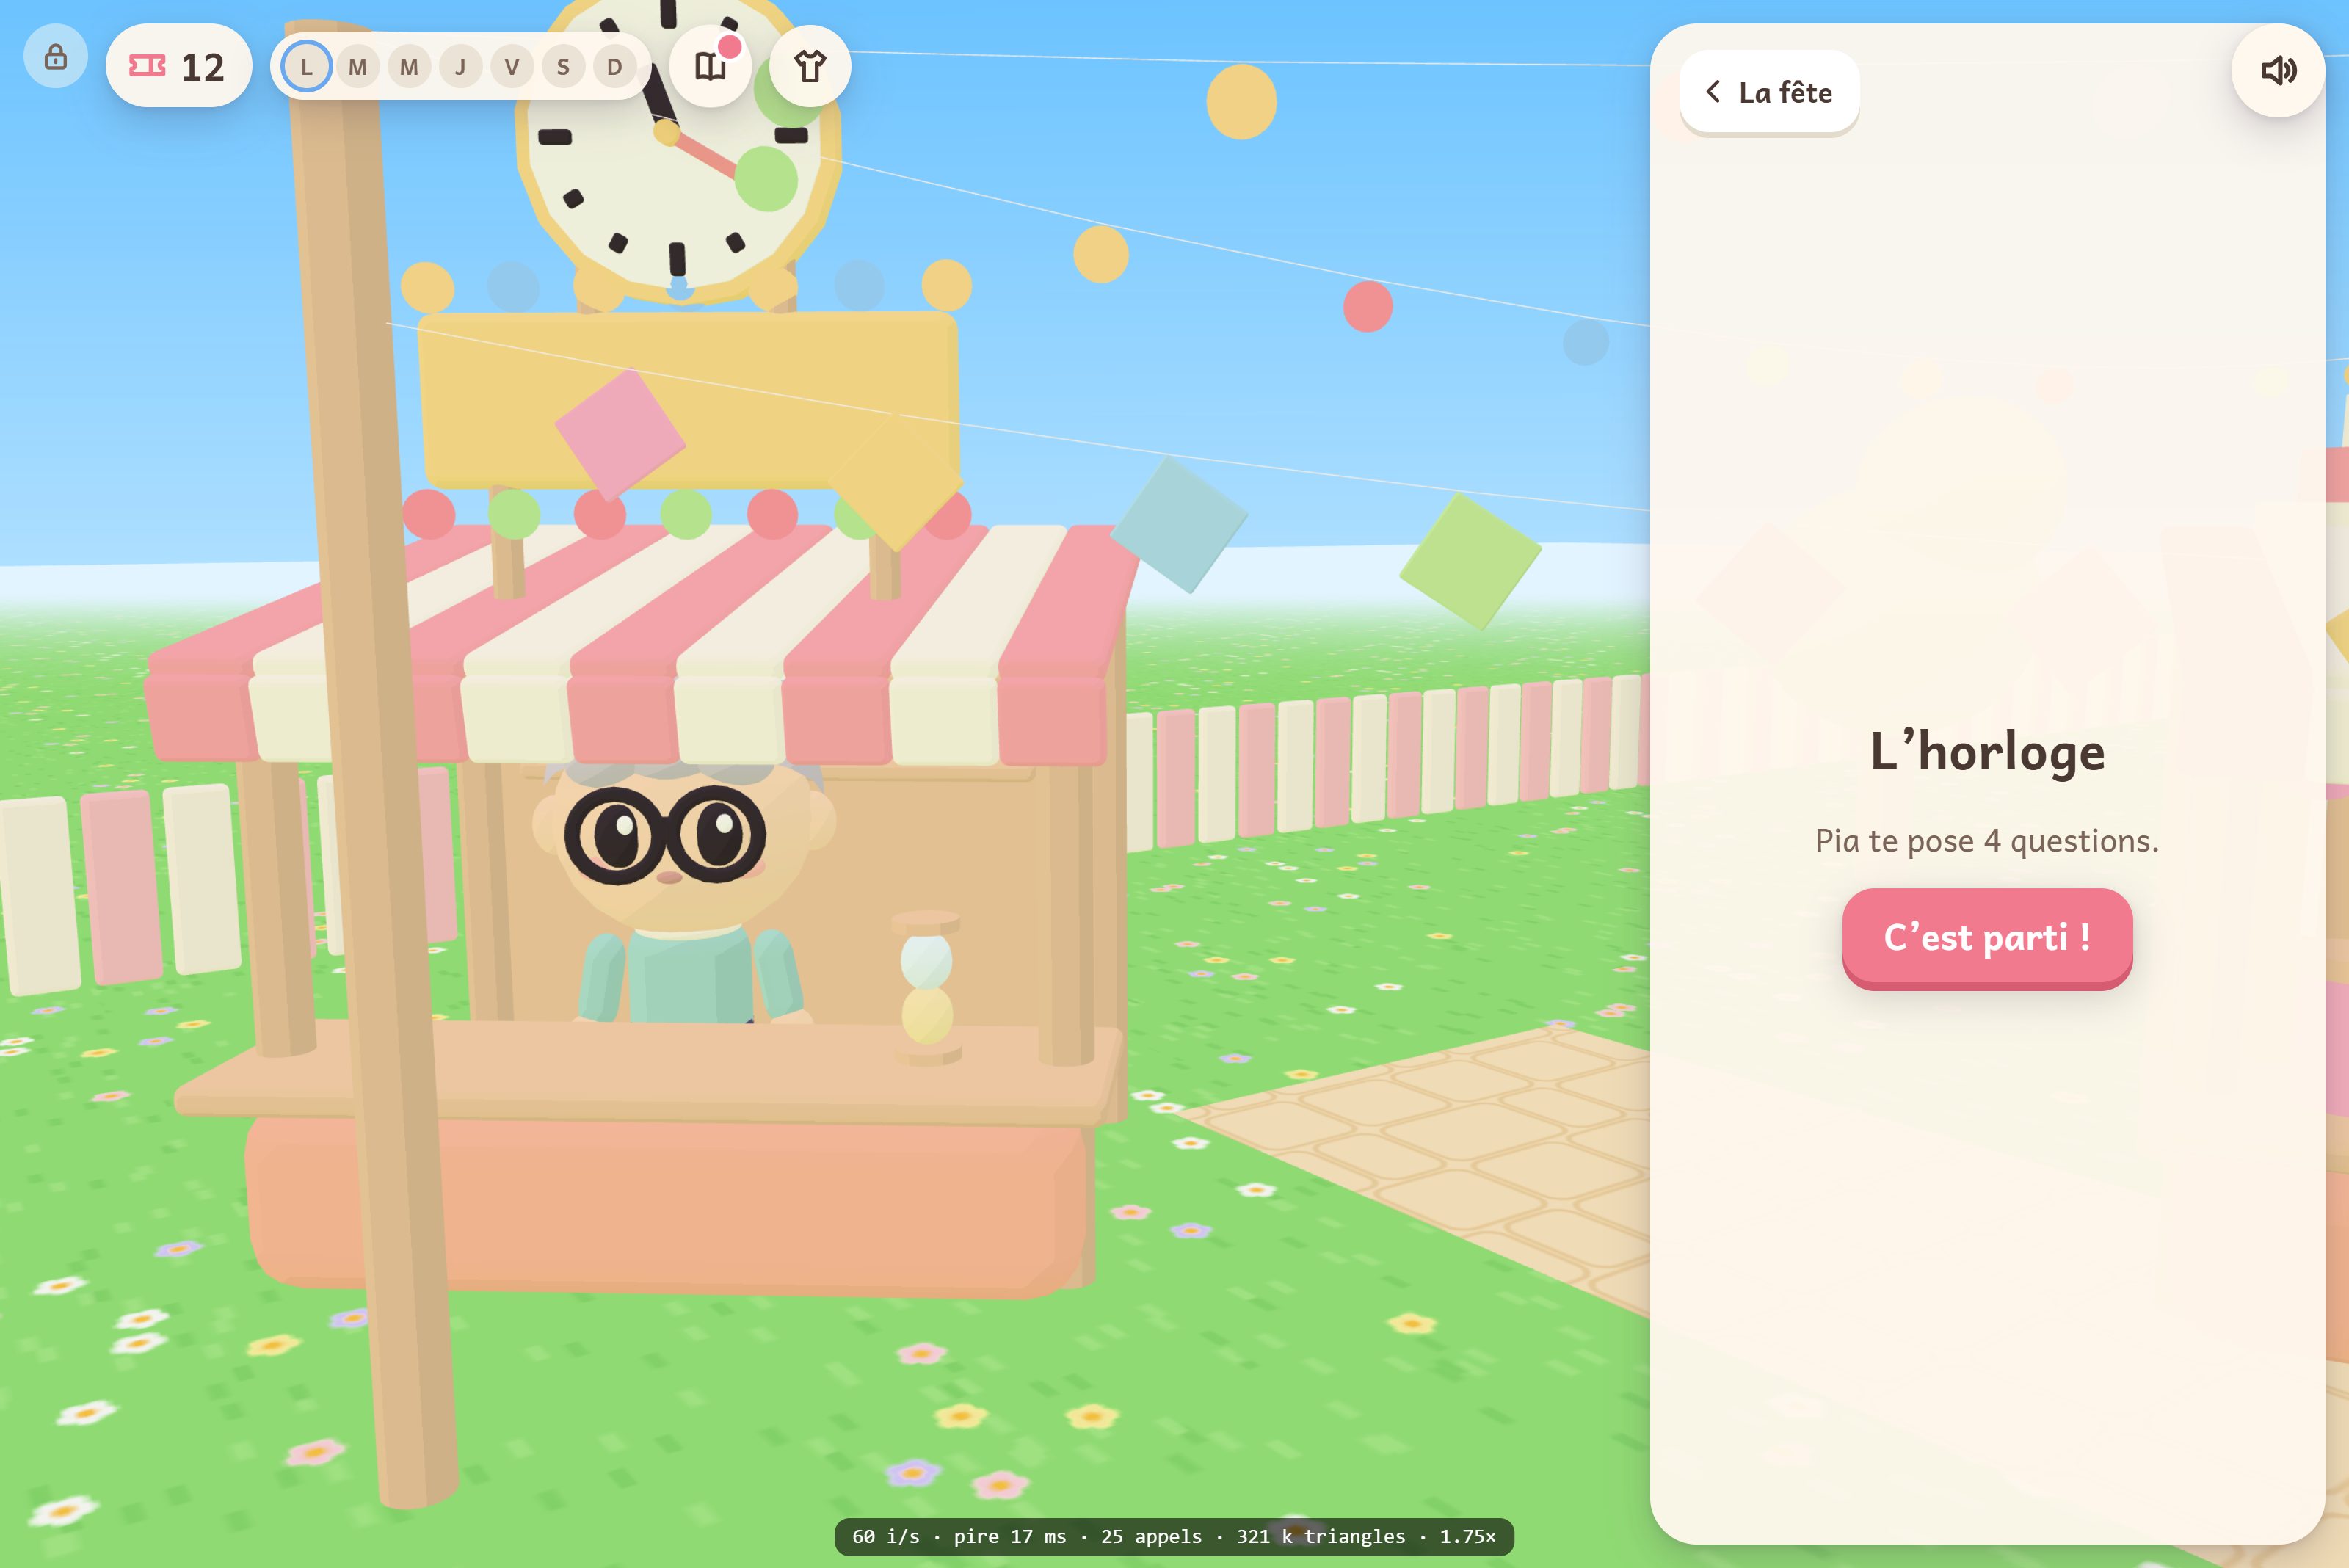 12
L M M J V S D
La fête
L’horloge
Pia te pose 4 questions.
C’est parti !
60 i/s · pire 17 ms · 25 appels · 321 k triangles · 1.75×